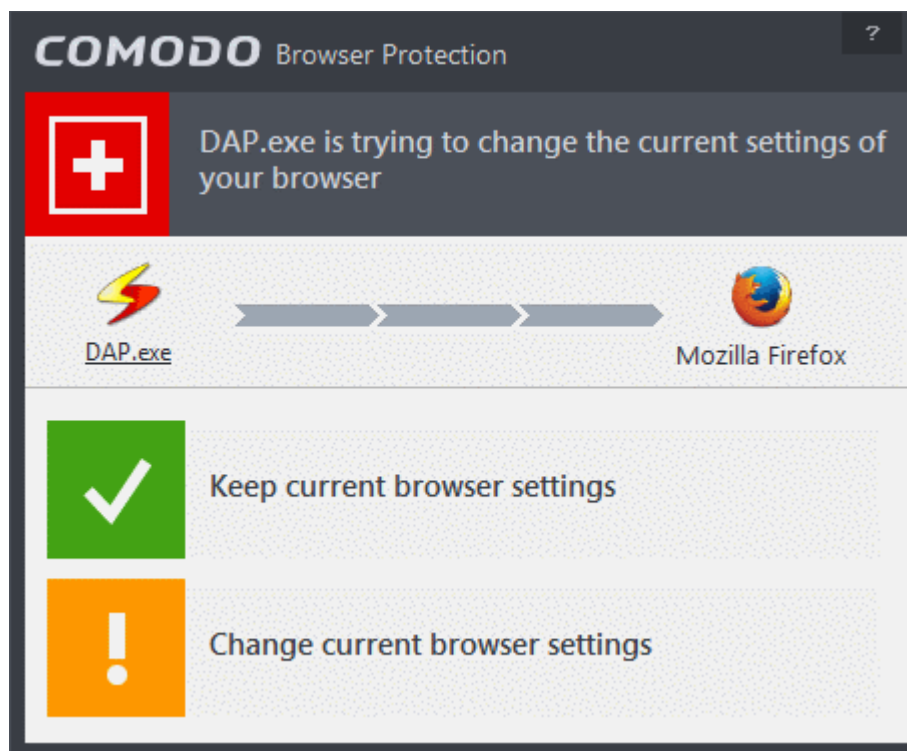 COMODO Browser Protection
?
DAP.exe is trying to change the current settings of
your browser
DAP.exe
Mozilla Firefox
Keep current browser settings
Change current browser settings